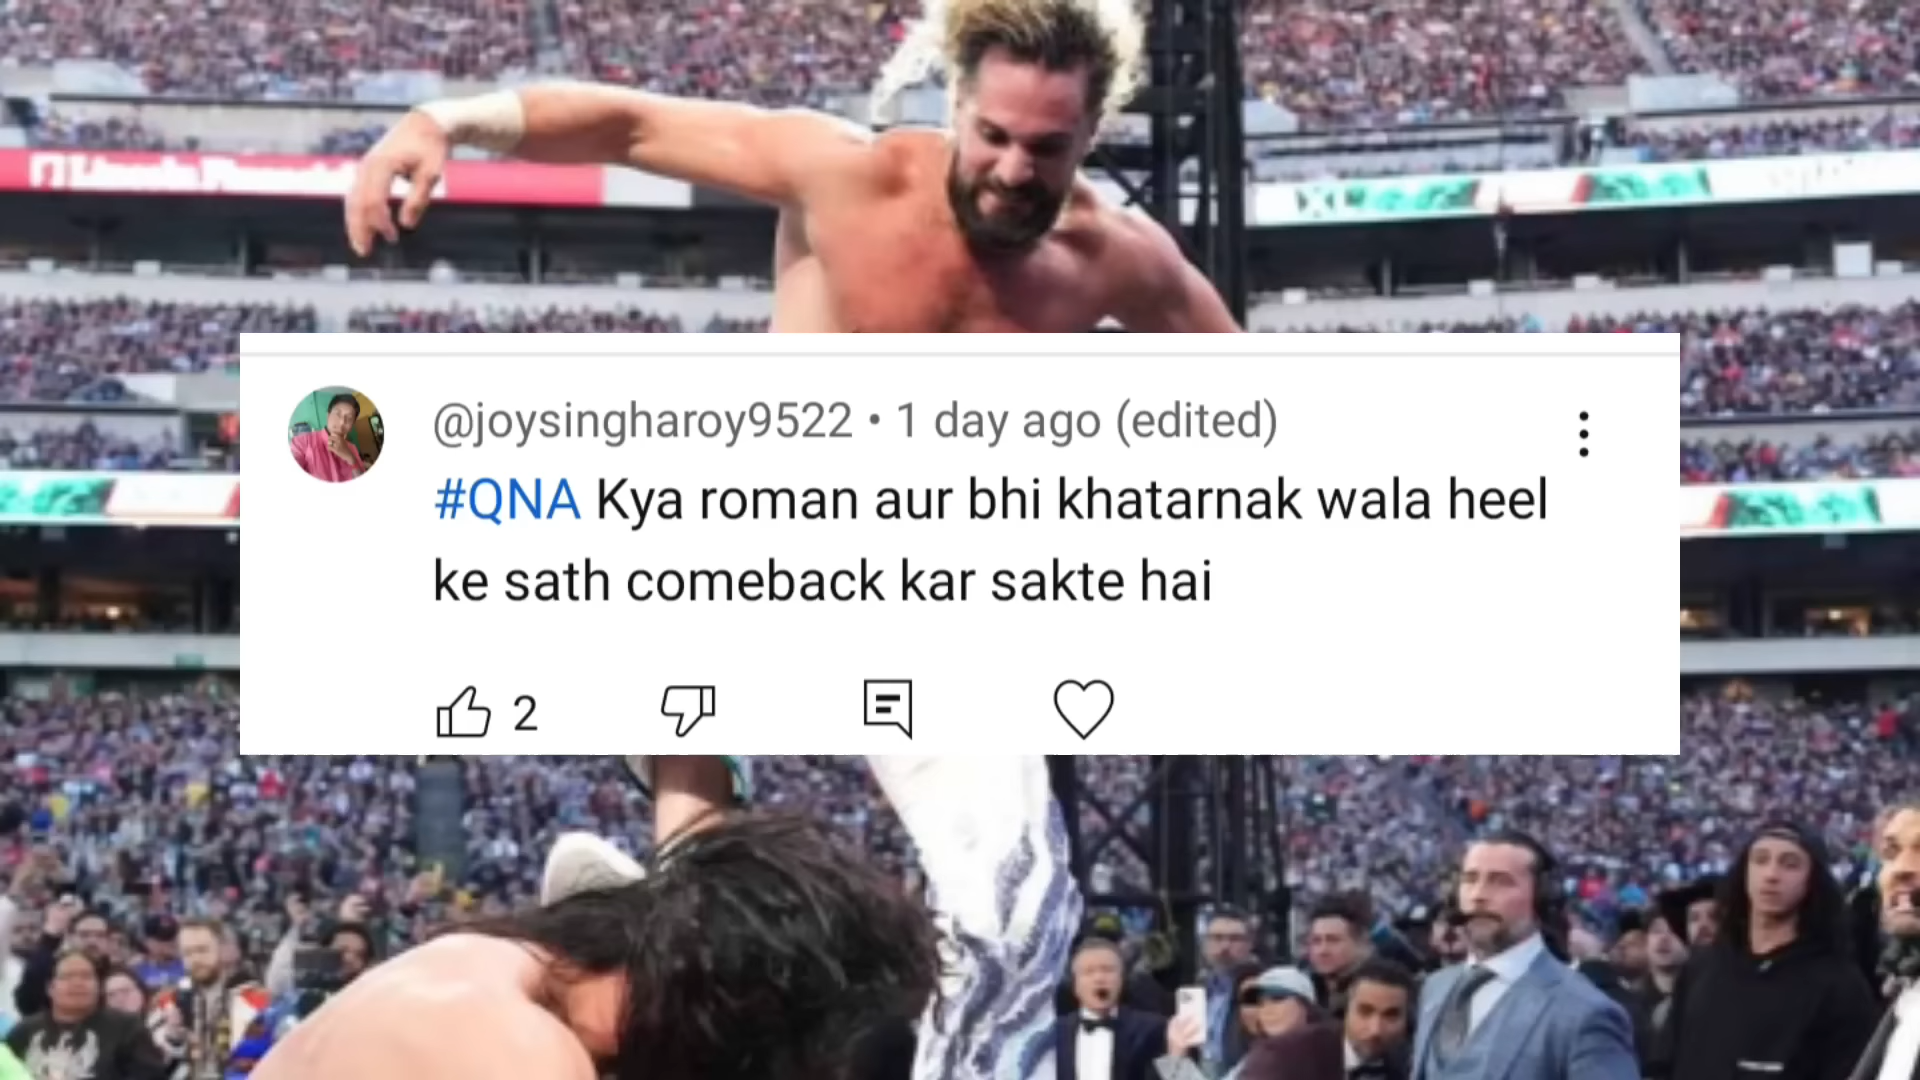 @joysingharoy9522 • 1 day ago (edited)
#QNA Kya roman aur bhi khatarnak wala heel
ke sath comeback kar sakte hai
2